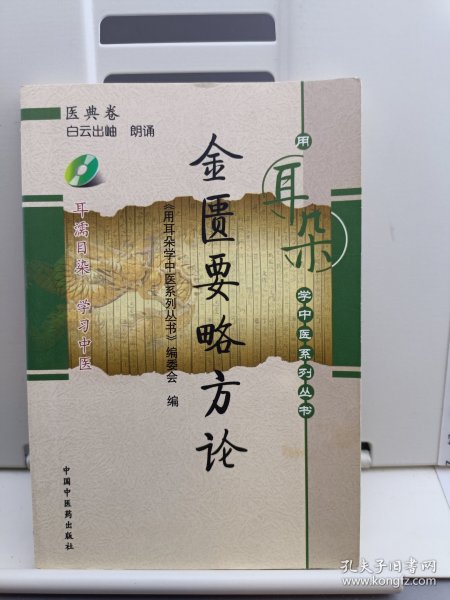 医典卷
白云出岫 朗诵
用
耳朵
学中医系列丛书
金匮要略方论
《用耳朵学中医系列丛书》编委会 编
耳濡目染 学习中医
中国中医药出版社
孔夫子旧书网
www.kongfz.com